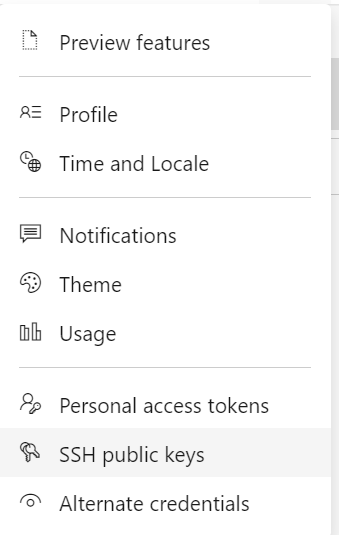 Preview features
Profile
Time and Locale
Notifications
Theme
Usage
Personal access tokens
SSH public keys
Alternate credentials